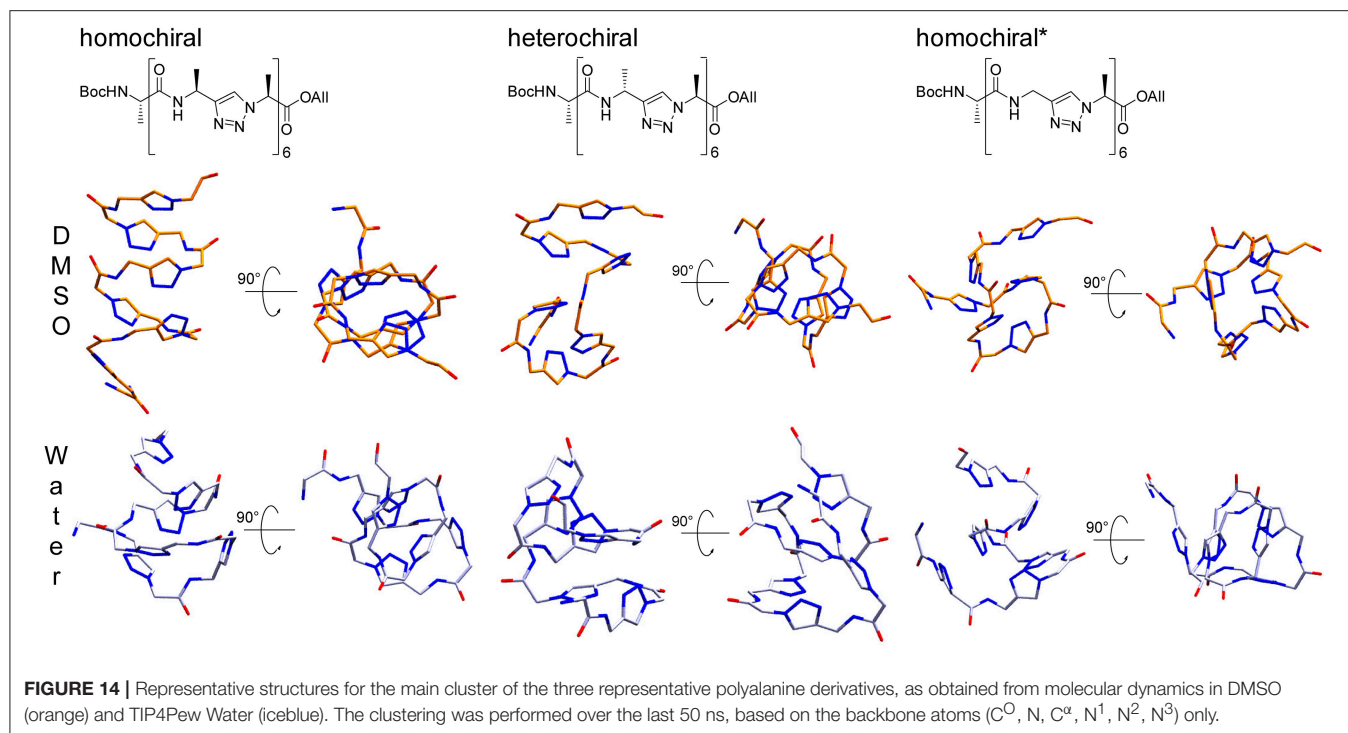 homochiral
heterochiral
homochiral*
BocHN
O
N
H
N
N=N
OAll
O
6
BocHN
O
N
H
N
N=N
OAll
O
6
BocHN
O
N
H
N
N=N
OAll
O
6
DMSO
90°
90°
90°
Water
90°
90°
90°
FIGURE 14 | Representative structures for the main cluster of the three representative polyalanine derivatives, as obtained from molecular dynamics in DMSO
(orange) and TIP4Pew Water (iceblue). The clustering was performed over the last 50 ns, based on the backbone atoms (C^O, N, C^α, N^1, N^2, N^3) only.